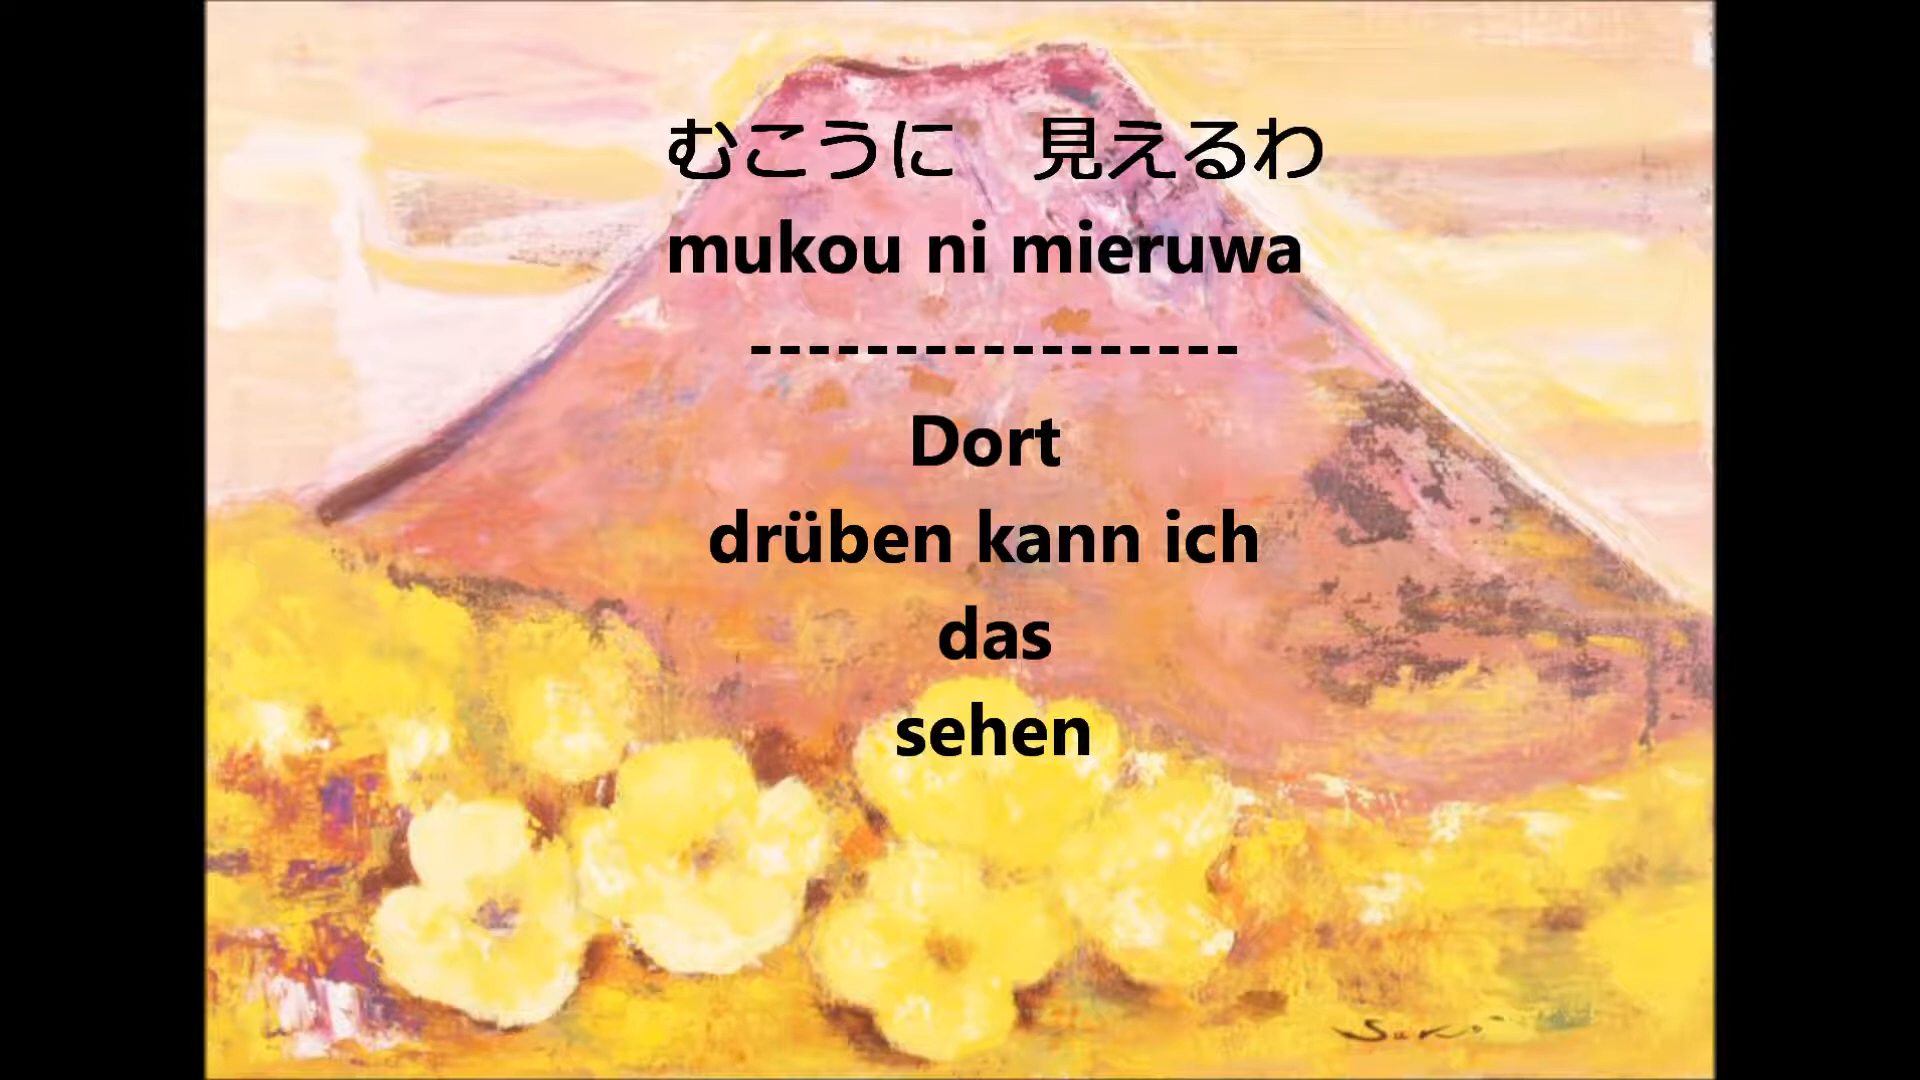 むこうに　見えるわ
mukou ni mieruwa
-----------------
Dort
drüben kann ich
das
sehen